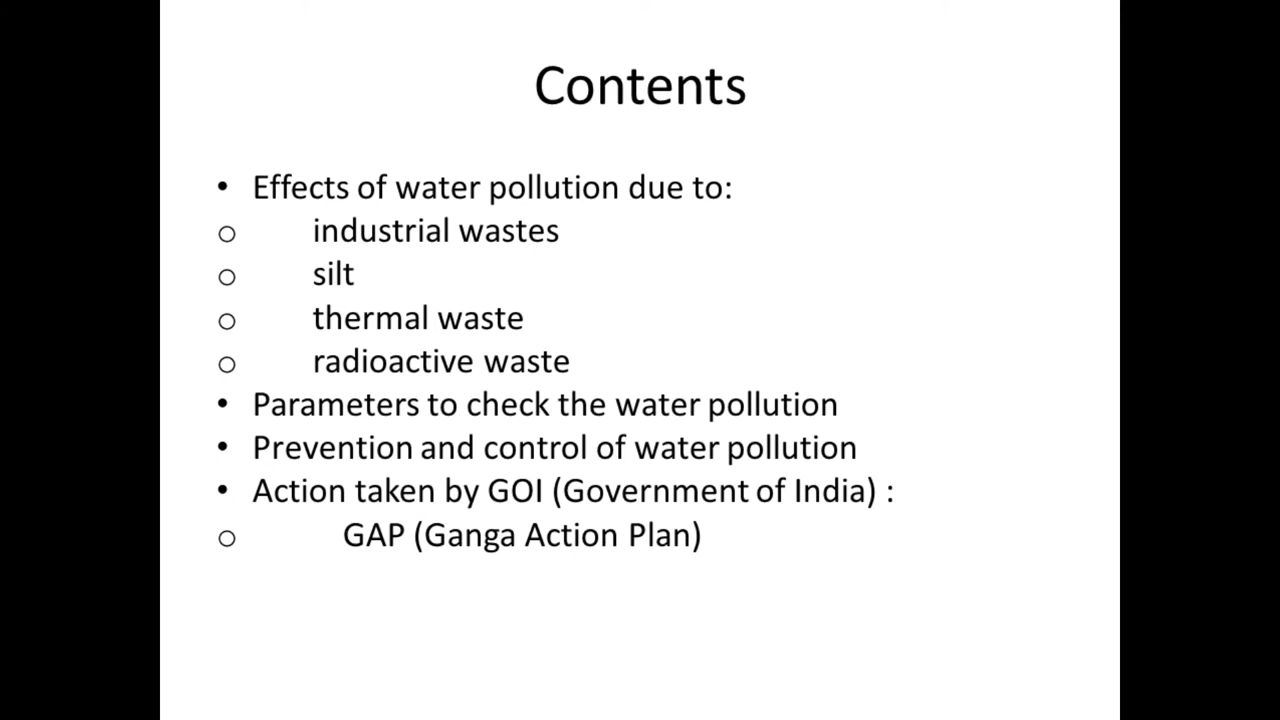 Contents
• Effects of water pollution due to:
o industrial wastes
o silt
o thermal waste
o radioactive waste
• Parameters to check the water pollution
• Prevention and control of water pollution
• Action taken by GOI (Government of India) :
o GAP (Ganga Action Plan)